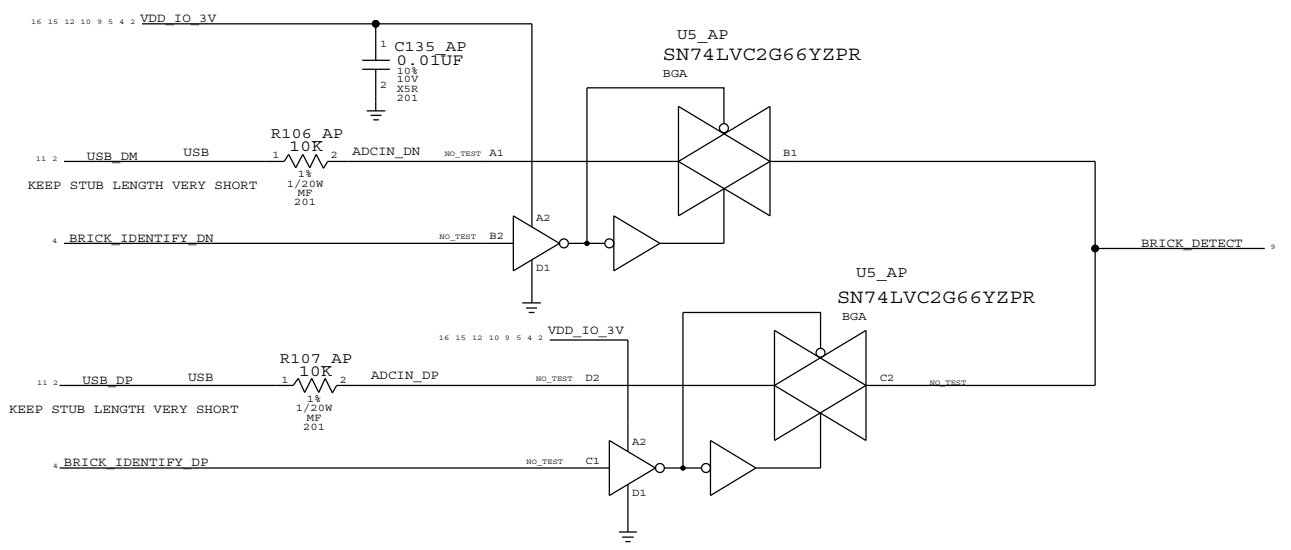 16 15 12 10 9 5 4 2 VDD_IO_3V
1 C135_AP
0.01UF
10%
10V
2 X5R
201
U5_AP
SN74LVC2G66YZPR
BGA
R106_AP
10K
11 2 USB_DM USB 1 2 ADCIN_DN NO_TEST A1 B1
1%
1/20W
MF
201
KEEP STUB LENGTH VERY SHORT
A2
4 BRICK_IDENTIFY_DN NO_TEST B2
D1
BRICK_DETECT 9
U5_AP
SN74LVC2G66YZPR
BGA
16 15 12 10 9 5 4 2 VDD_IO_3V
R107_AP
10K
11 2 USB_DP USB 1 2 ADCIN_DP NO_TEST D2 C2 NO_TEST
1%
1/20W
MF
201
KEEP STUB LENGTH VERY SHORT
A2
4 BRICK_IDENTIFY_DP NO_TEST C1
D1